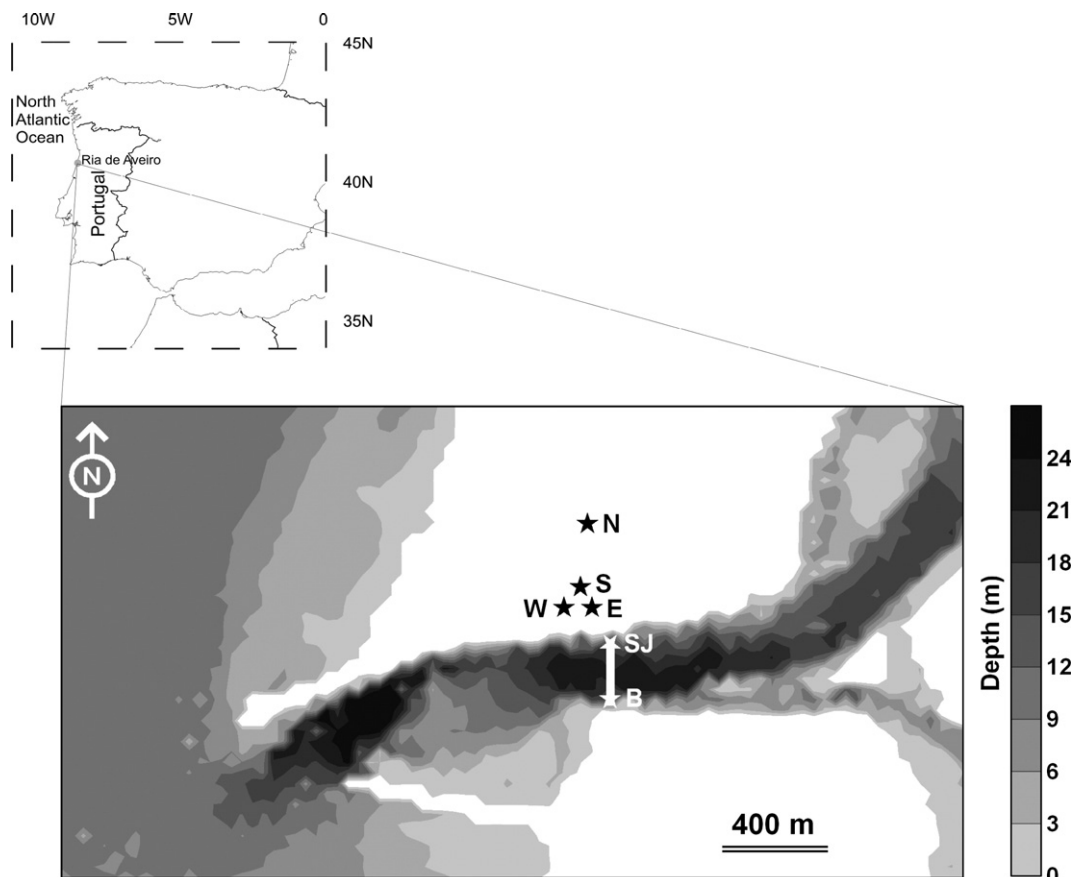 10W 5W 0
45N
North
Atlantic
Ocean
Ria de Aveiro
Portugal
40N
35N
N
N
S
W E
SJ
B
400 m
24
21
18
15
12
9
6
3
0
Depth (m)